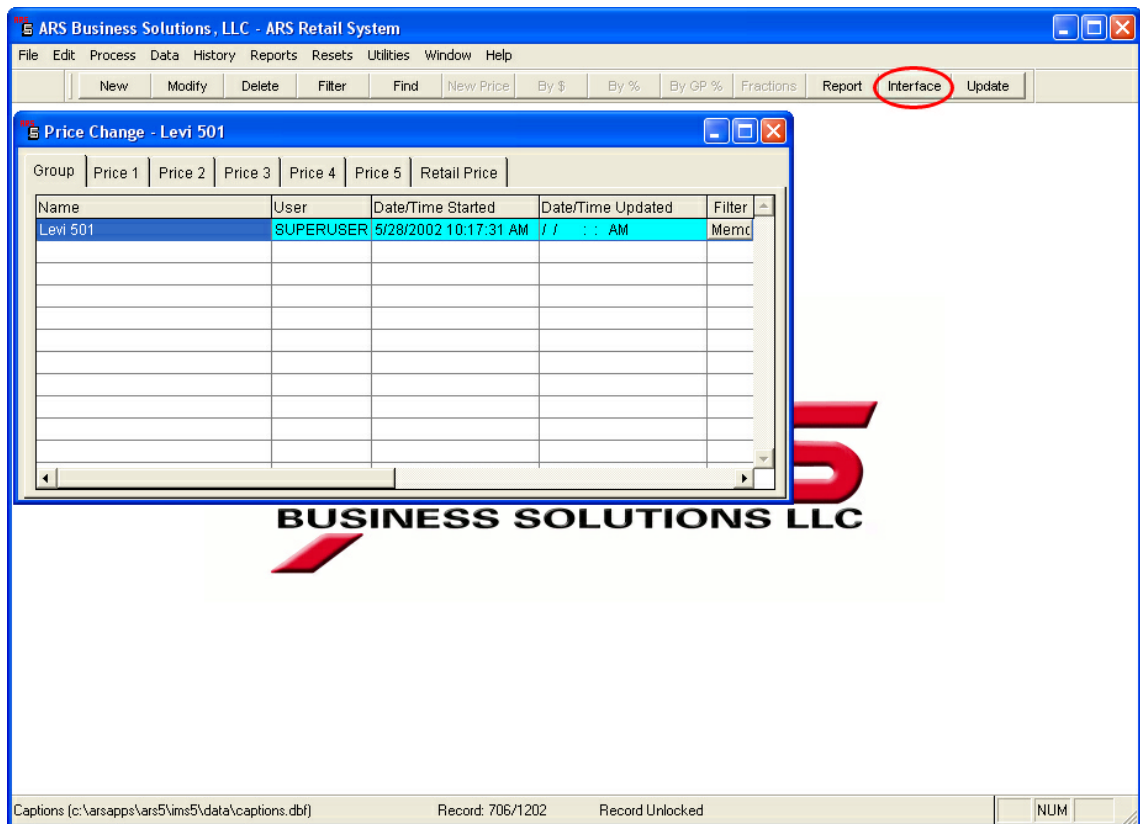 ARS Business Solutions, LLC - ARS Retail System
File Edit Process Data History Reports Resets Utilities Window Help
New Modify Delete Filter Find New Price By $ By % By GP % Fractions Report Interface Update
Price Change - Levi 501
Group Price 1 Price 2 Price 3 Price 4 Price 5 Retail Price
Name User Date/Time Started Date/Time Updated Filter
Levi 501 SUPERUSER 5/28/2002 10:17:31 AM / / : : AM Memo
BUSINESS SOLUTIONS LLC
Captions (c:\arsapps\ars5\ims5\data\captions.dbf) Record: 706/1202 Record Unlocked NUM